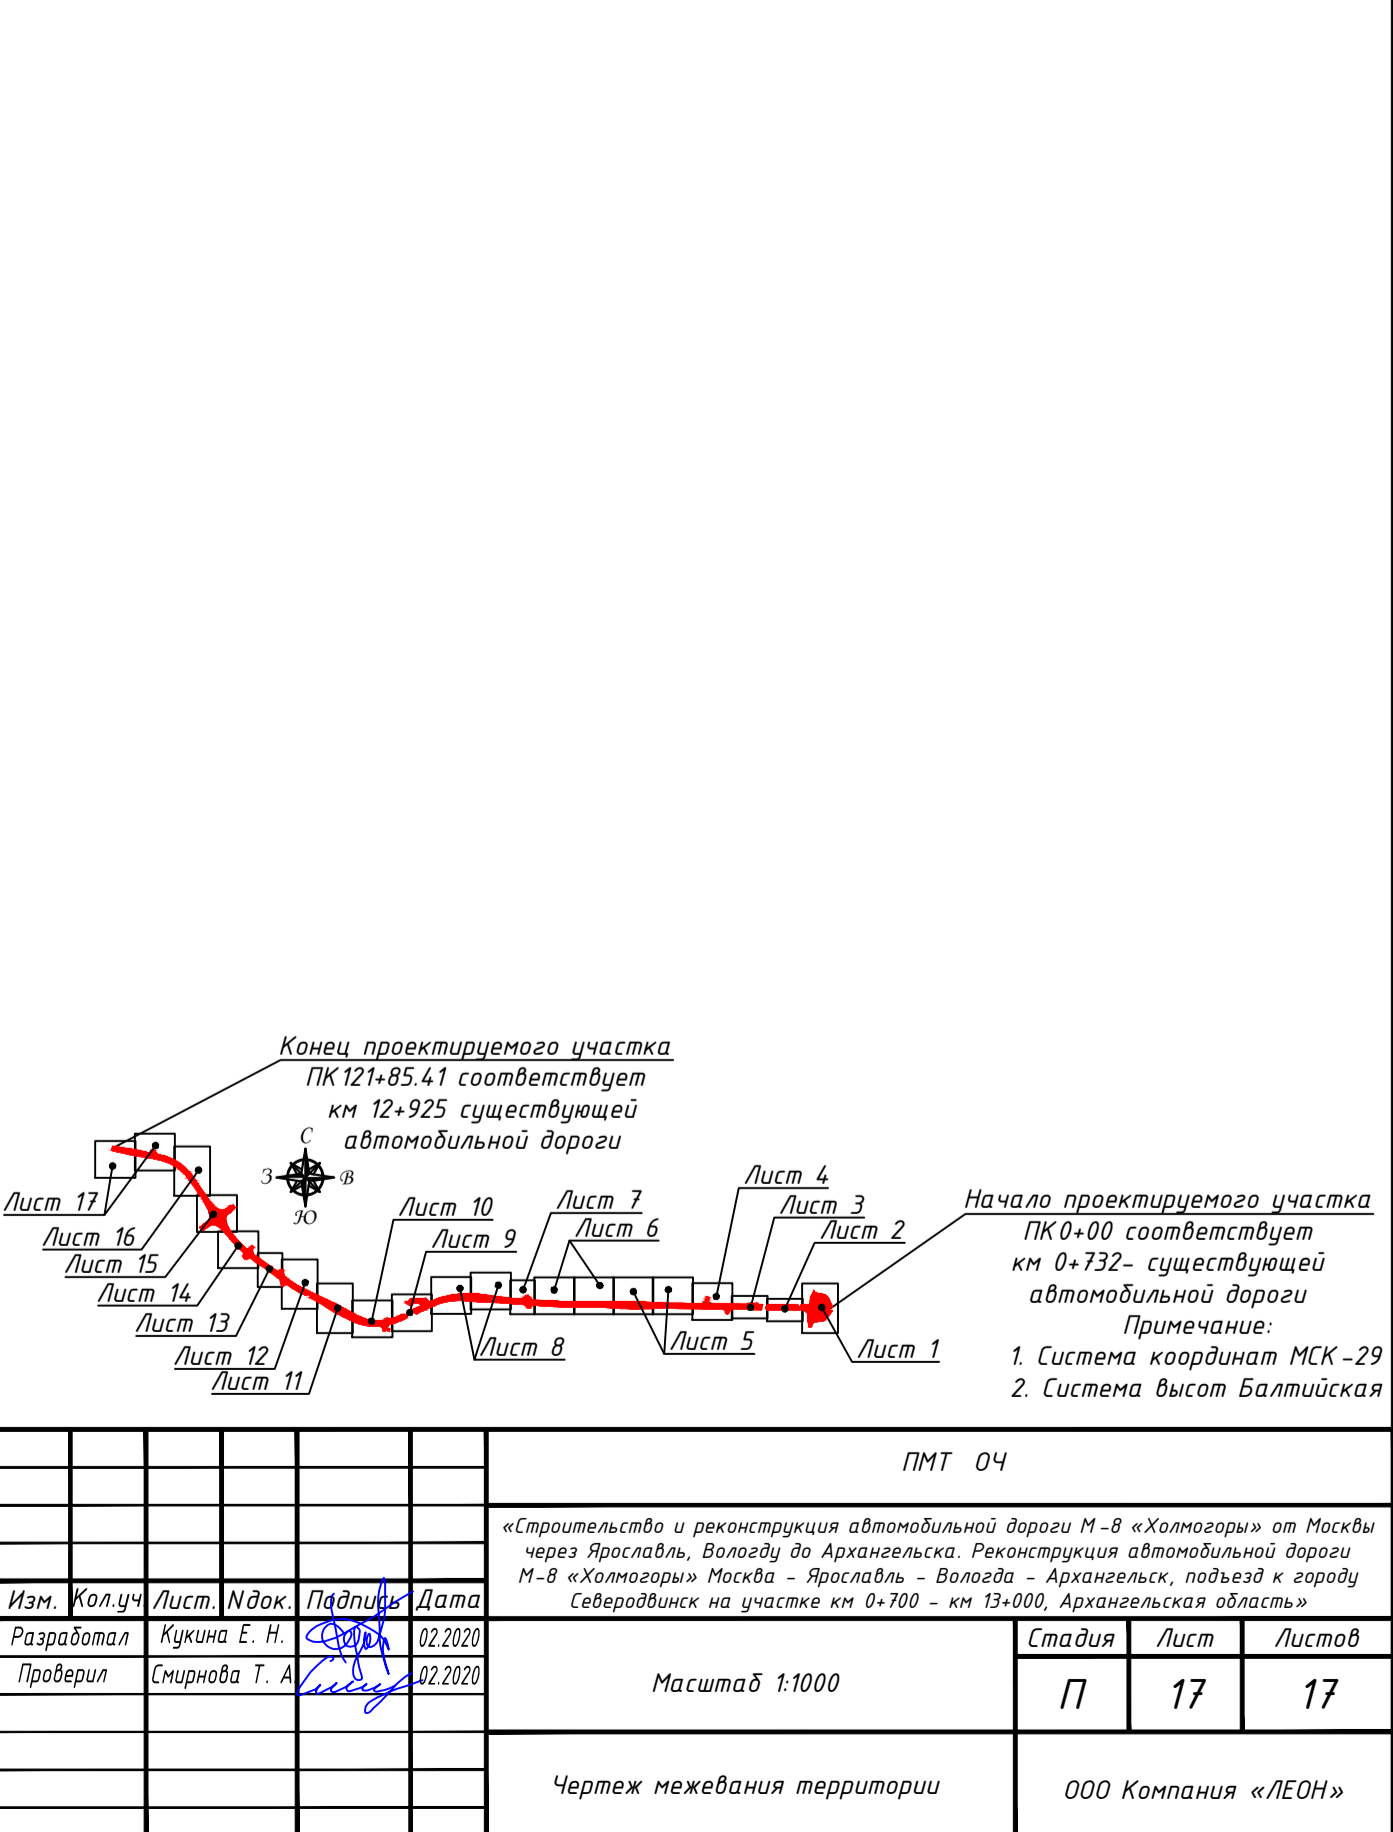 Конец проектируемого участка
ПК121+85.41 соответствует
км 12+925 существующей
автомобильной дороги
С
З
В
Ю
Лист 17
Лист 16
Лист 15
Лист 14
Лист 13
Лист 12
Лист 11
Лист 10
Лист 9
Лист 8
Лист 7
Лист 6
Лист 5
Лист 4
Лист 3
Лист 2
Лист 1
Начало проектируемого участка
ПК0+00 соответствует
км 0+732- существующей
автомобильной дороги
Примечание:
1. Система координат МСК-29
2. Система высот Балтийская
ПМТ ОЧ
«Строительство и реконструкция автомобильной дороги М-8 «Холмогоры» от Москвы
через Ярославль, Вологду до Архангельска. Реконструкция автомобильной дороги
М-8 «Холмогоры» Москва - Ярославль - Вологда - Архангельск, подъезд к городу
Северодвинск на участке км 0+700 - км 13+000, Архангельская область»
Изм. Кол.уч Лист. Nдок. Подпись Дата
Разработал Кукина Е. Н. 02.2020
Проверил Смирнова Т. А 02.2020
Масштаб 1:1000
Стадия Лист Листов
П 17 17
Чертеж межевания территории
ООО Компания «ЛЕОН»